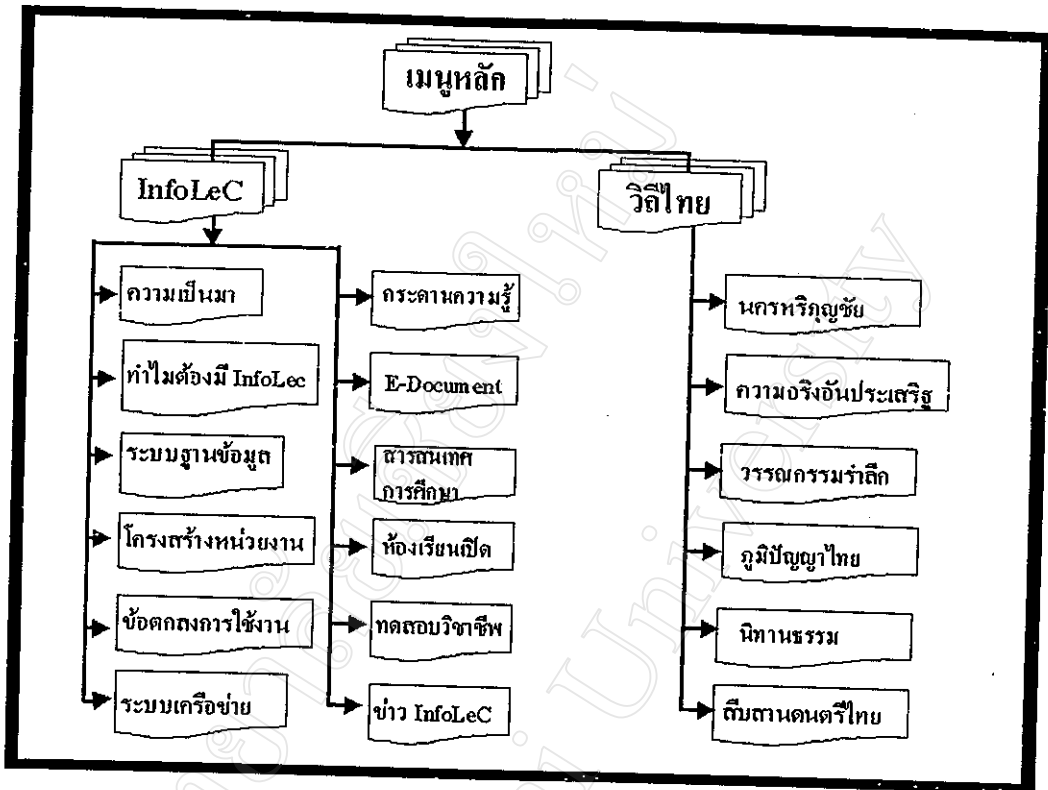 เมนูหลัก
InfoLeC
วิถีไทย
ความเป็นมา
ทำไมต้องมี InfoLec
ระบบฐานข้อมูล
โครงสร้างหน่วยงาน
ข้อตกลงการใช้งาน
ระบบเครือข่าย
กระดานความรู้
E-Document
สารสนเทศ
การศึกษา
ห้องเรียนเปิด
ทดสอบวิชาชีพ
ข่าว InfoLeC
นครหริภุญชัย
ความจริงอันประเสริฐ
วรรณกรรมรำลึก
ภูมิปัญญาไทย
นิทานธรรม
สืบสานดนตรีไทย
University